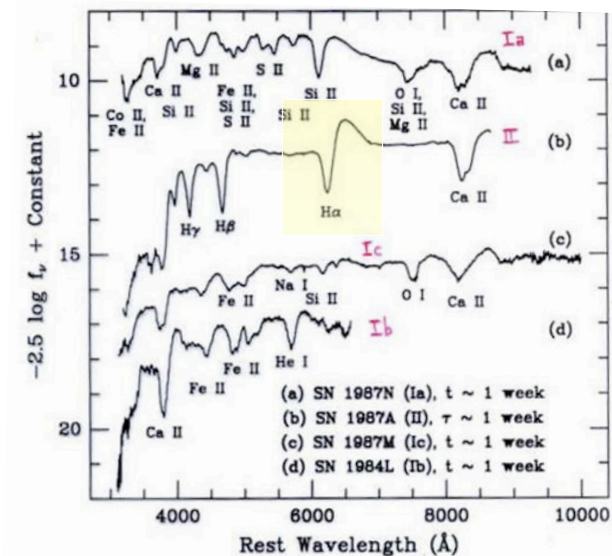 Ia
(a)
10
Ca II
Mg II
S II
Co II,
Fe II
Si II
Fe II,
Si II,
S II
Si II
Si II
O I,
Si II,
Mg II
Ca II
II
(b)
Hγ
Hβ
Hα
Ca II
15
Ic
(c)
Fe II
Na I
Si II
O I
Ca II
Ib
(d)
Fe II
Fe II
He I
Ca II
20
(a) SN 1987N (Ia), t ~ 1 week
(b) SN 1987A (II), τ ~ 1 week
(c) SN 1987M (Ic), t ~ 1 week
(d) SN 1984L (Ib), t ~ 1 week
-2.5 log fν + Constant
4000 6000 8000 10000
Rest Wavelength (Å)